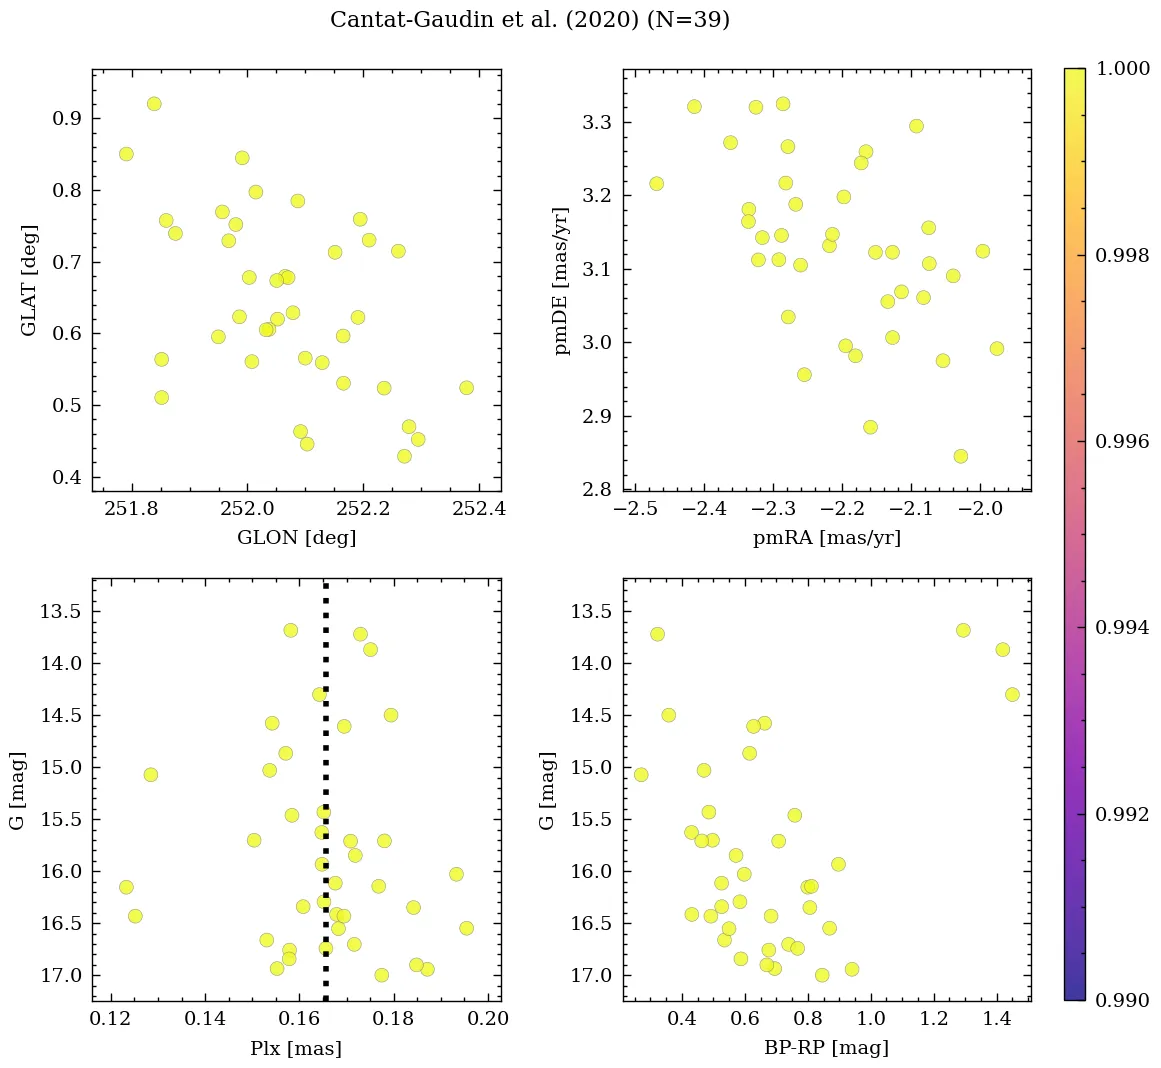 Cantat-Gaudin et al. (2020) (N=39)
0.9
0.8
0.7
0.6
0.5
0.4
GLAT [deg]
251.8 252.0 252.2 252.4
GLON [deg]
3.3
3.2
3.1
3.0
2.9
2.8
pmDE [mas/yr]
−2.5 −2.4 −2.3 −2.2 −2.1 −2.0
pmRA [mas/yr]
13.5
14.0
14.5
15.0
15.5
16.0
16.5
17.0
G [mag]
0.12 0.14 0.16 0.18 0.20
Plx [mas]
13.5
14.0
14.5
15.0
15.5
16.0
16.5
17.0
G [mag]
0.4 0.6 0.8 1.0 1.2 1.4
BP-RP [mag]
1.000
0.998
0.996
0.994
0.992
0.990